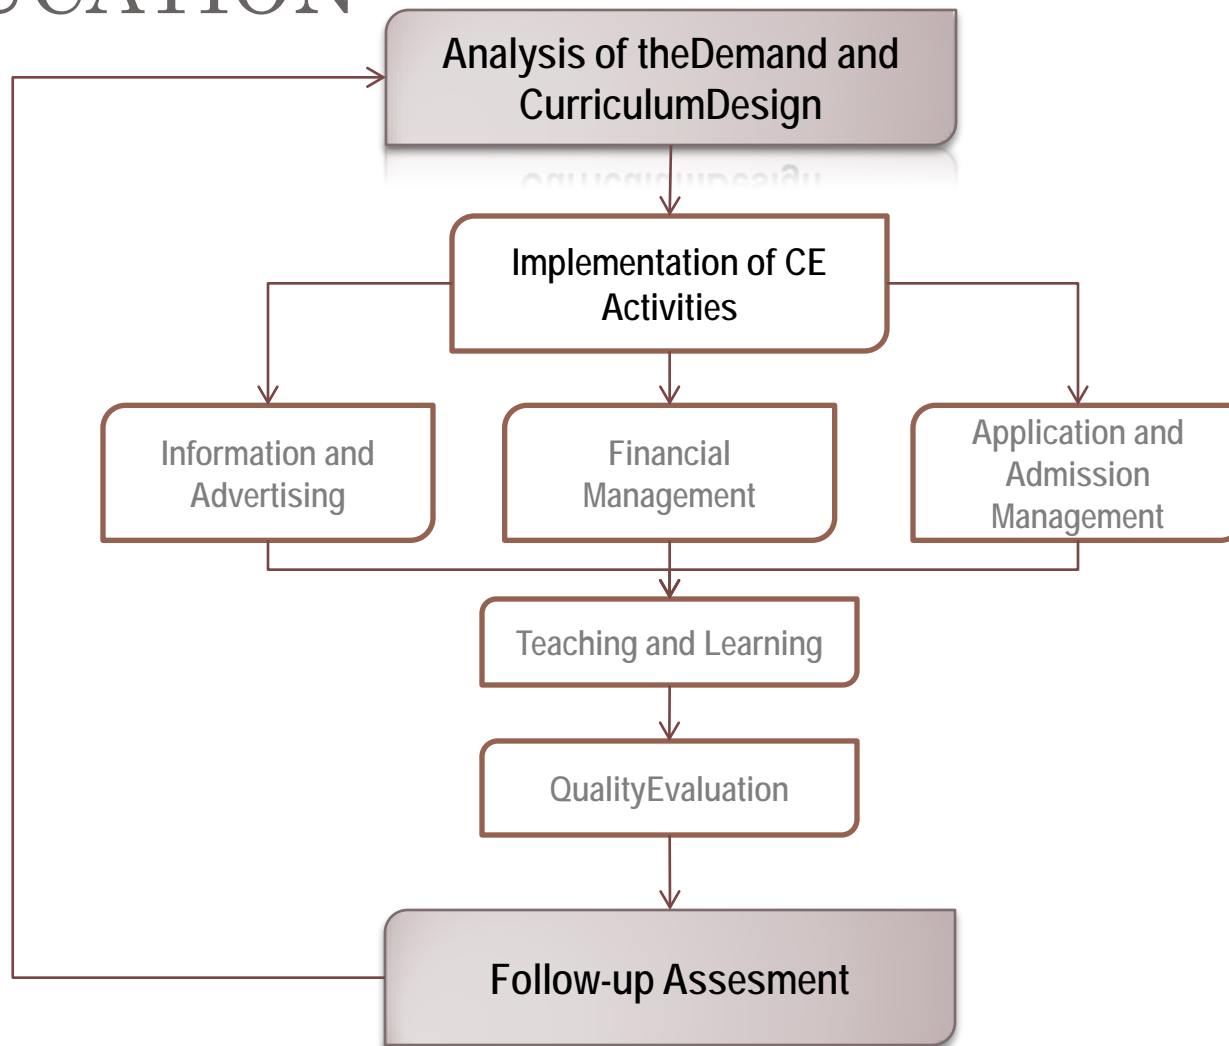 UCATION
Analysis of theDemand and
CurriculumDesign
Implementation of CE
Activities
Information and
Advertising
Financial
Management
Application and
Admission
Management
Teaching and Learning
QualityEvaluation
Follow-up Assesment